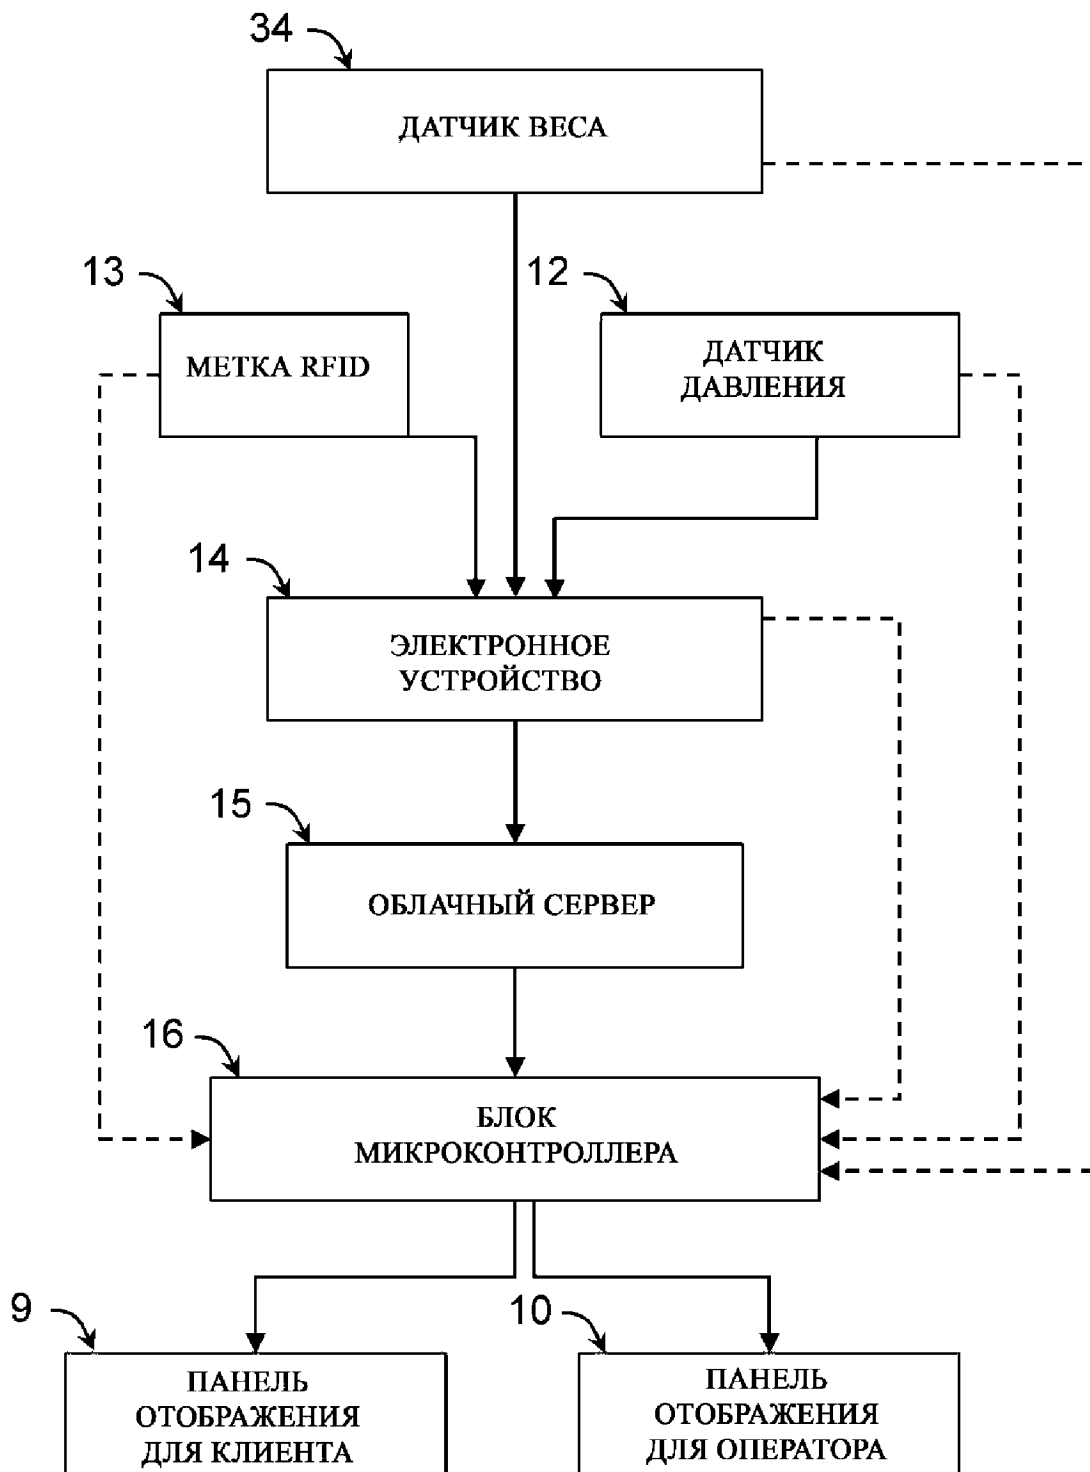 34
ДАТЧИК ВЕСА
13
12
МЕТКА RFID
ДАТЧИК
ДАВЛЕНИЯ
14
ЭЛЕКТРОННОЕ
УСТРОЙСТВО
15
ОБЛАЧНЫЙ СЕРВЕР
16
БЛОК
МИКРОКОНТРОЛЛЕРА
9
10
ПАНЕЛЬ
ОТОБРАЖЕНИЯ
ДЛЯ КЛИЕНТА
ПАНЕЛЬ
ОТОБРАЖЕНИЯ
ДЛЯ ОПЕРАТОРА